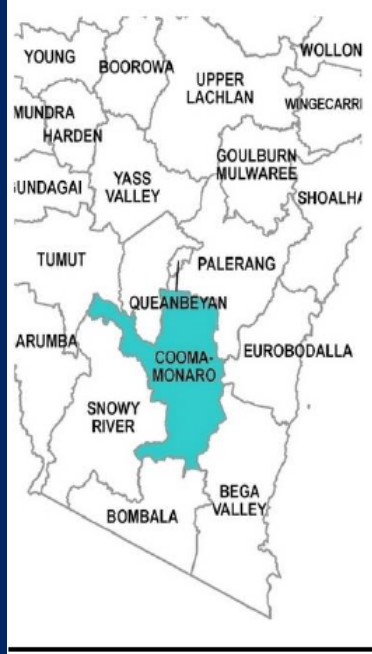 YOUNG
BOOROWA
WOLLON
UPPER
LACHLAN
WINGECARRI
MUNDRA
HARDEN
GOULBURN
MULWAREE
YASS
VALLEY
GUNDAGAI
SHOALHA
TUMUT
PALERANG
QUEANBEYAN
ARUMBA
COOMA-
MONARO
EUROBODALLA
SNOWY
RIVER
BEGA
VALLEY
BOMBALA